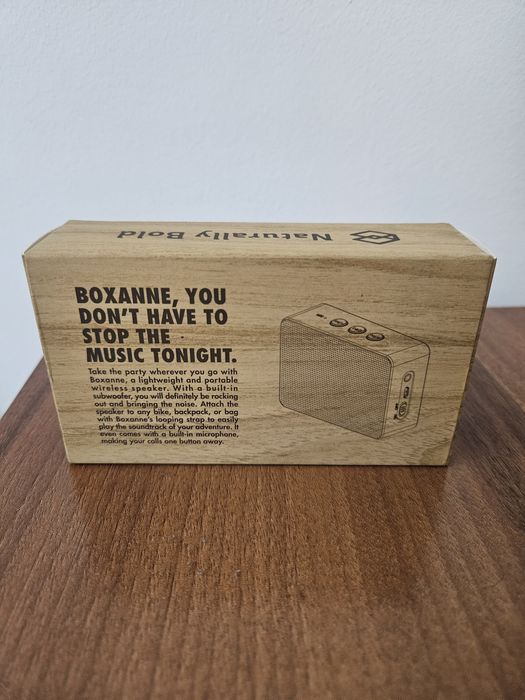 Naturally Bold
BOXANNE, YOU
DON'T HAVE TO
STOP THE
MUSIC TONIGHT.
Take the party wherever you go with
Boxanne, a lightweight and portable
wireless speaker. With a built-in
subwoofer, you will definitely be rocking
out and bringing the noise. Attach the
speaker to any bike, backpack, or bag
with Boxanne's looping strap to easily
play the soundtrack of your adventure. It
even comes with a built-in microphone,
making your calls one button away.